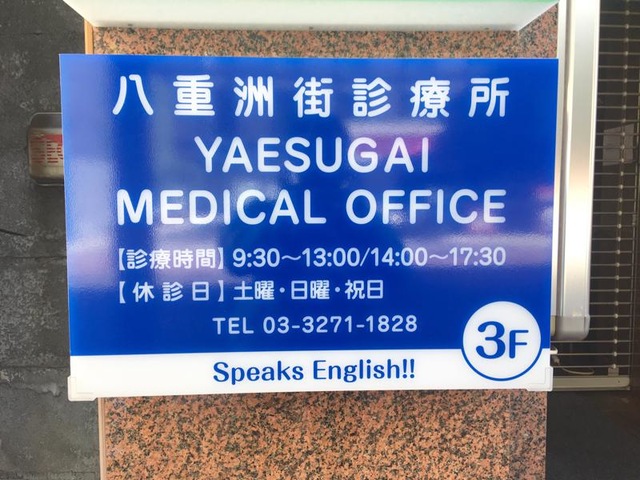 八重洲街診療所
YAESUGAI
MEDICAL OFFICE
【診療時間】9:30～13:00/14:00～17:30
【休診日】土曜・日曜・祝日
TEL 03-3271-1828
3F
Speaks English!!